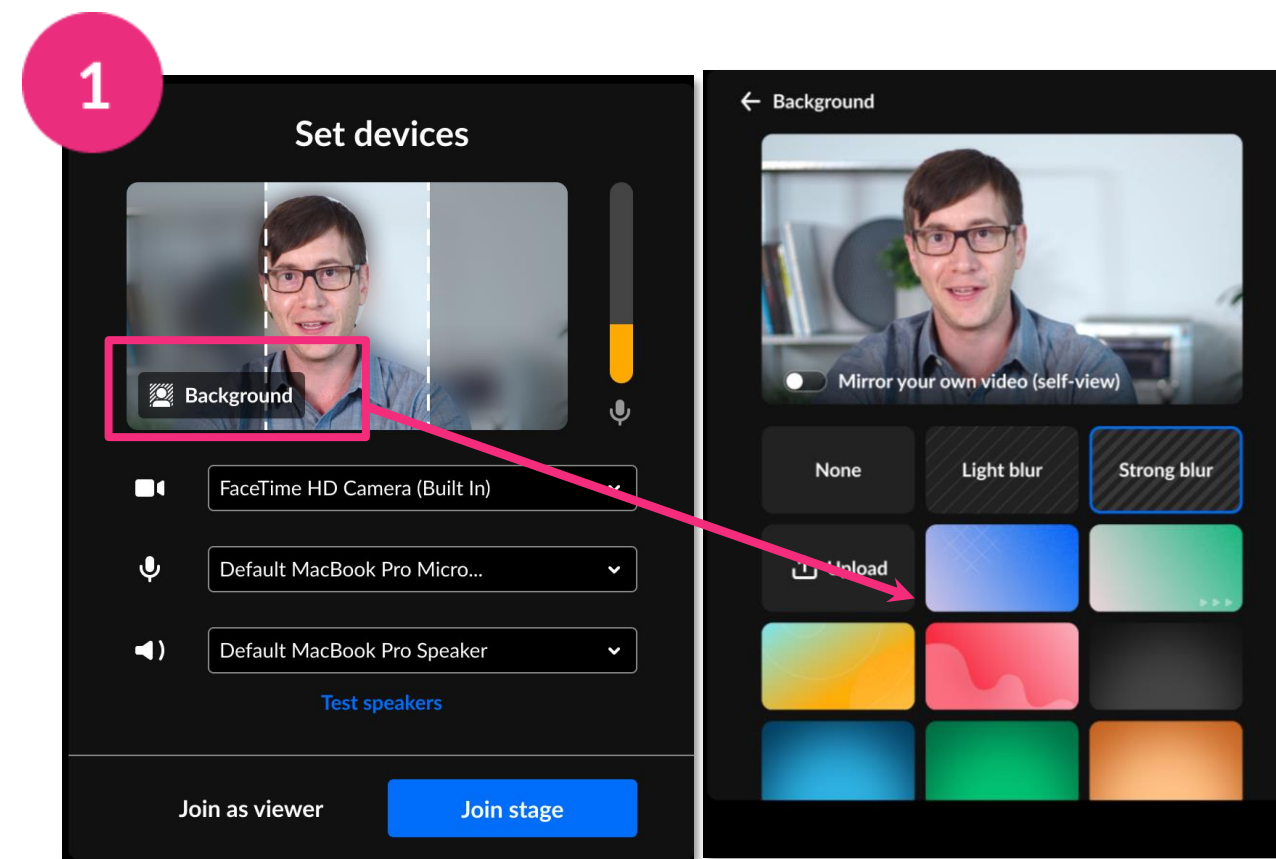 1
Set devices
Background
FaceTime HD Camera (Built In)
Default MacBook Pro Micro...
Default MacBook Pro Speaker
Test speakers
Join as viewer
Join stage
Background
Mirror your own video (self-view)
None
Light blur
Strong blur
Upload